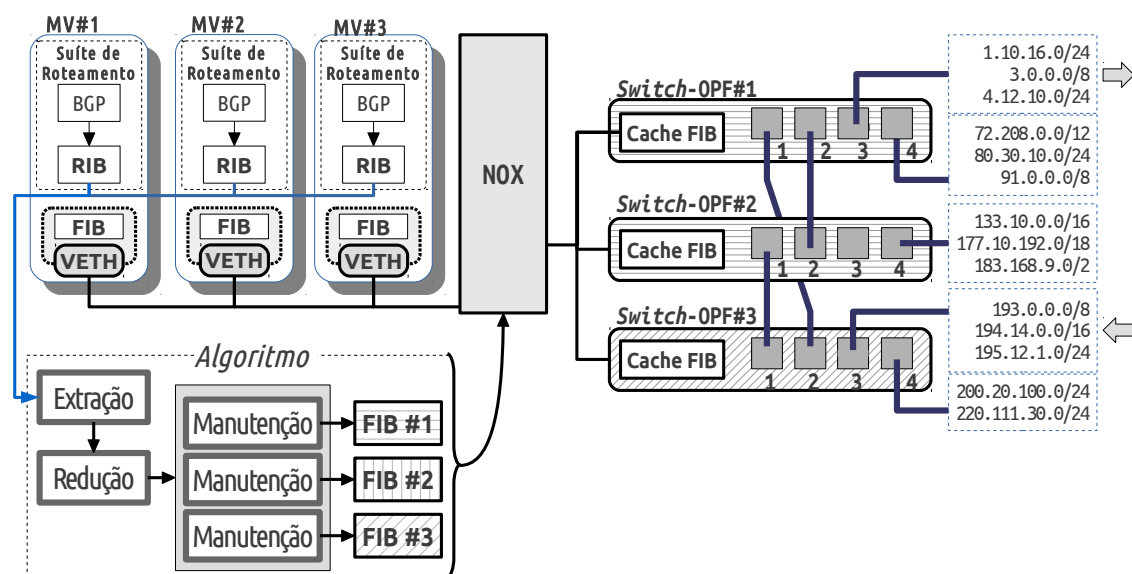 MV#1
MV#2
MV#3
Suíte de
Roteamento
BGP
RIB
FIB
VETH
Suíte de
Roteamento
BGP
RIB
FIB
VETH
Suíte de
Roteamento
BGP
RIB
FIB
VETH
NOX
Switch-OPF#1
Cache FIB
1
2
3
4
Switch-OPF#2
Cache FIB
1
2
3
4
Switch-OPF#3
Cache FIB
1
2
3
4
1.10.16.0/24
3.0.0.0/8
4.12.10.0/24
72.208.0.0/12
80.30.10.0/24
91.0.0.0/8
133.10.0.0/16
177.10.192.0/18
183.168.9.0/2
193.0.0.0/8
194.14.0.0/16
195.12.1.0/24
200.20.100.0/24
220.111.30.0/24
Algoritmo
Extração
Redução
Manutenção
FIB #1
Manutenção
FIB #2
Manutenção
FIB #3